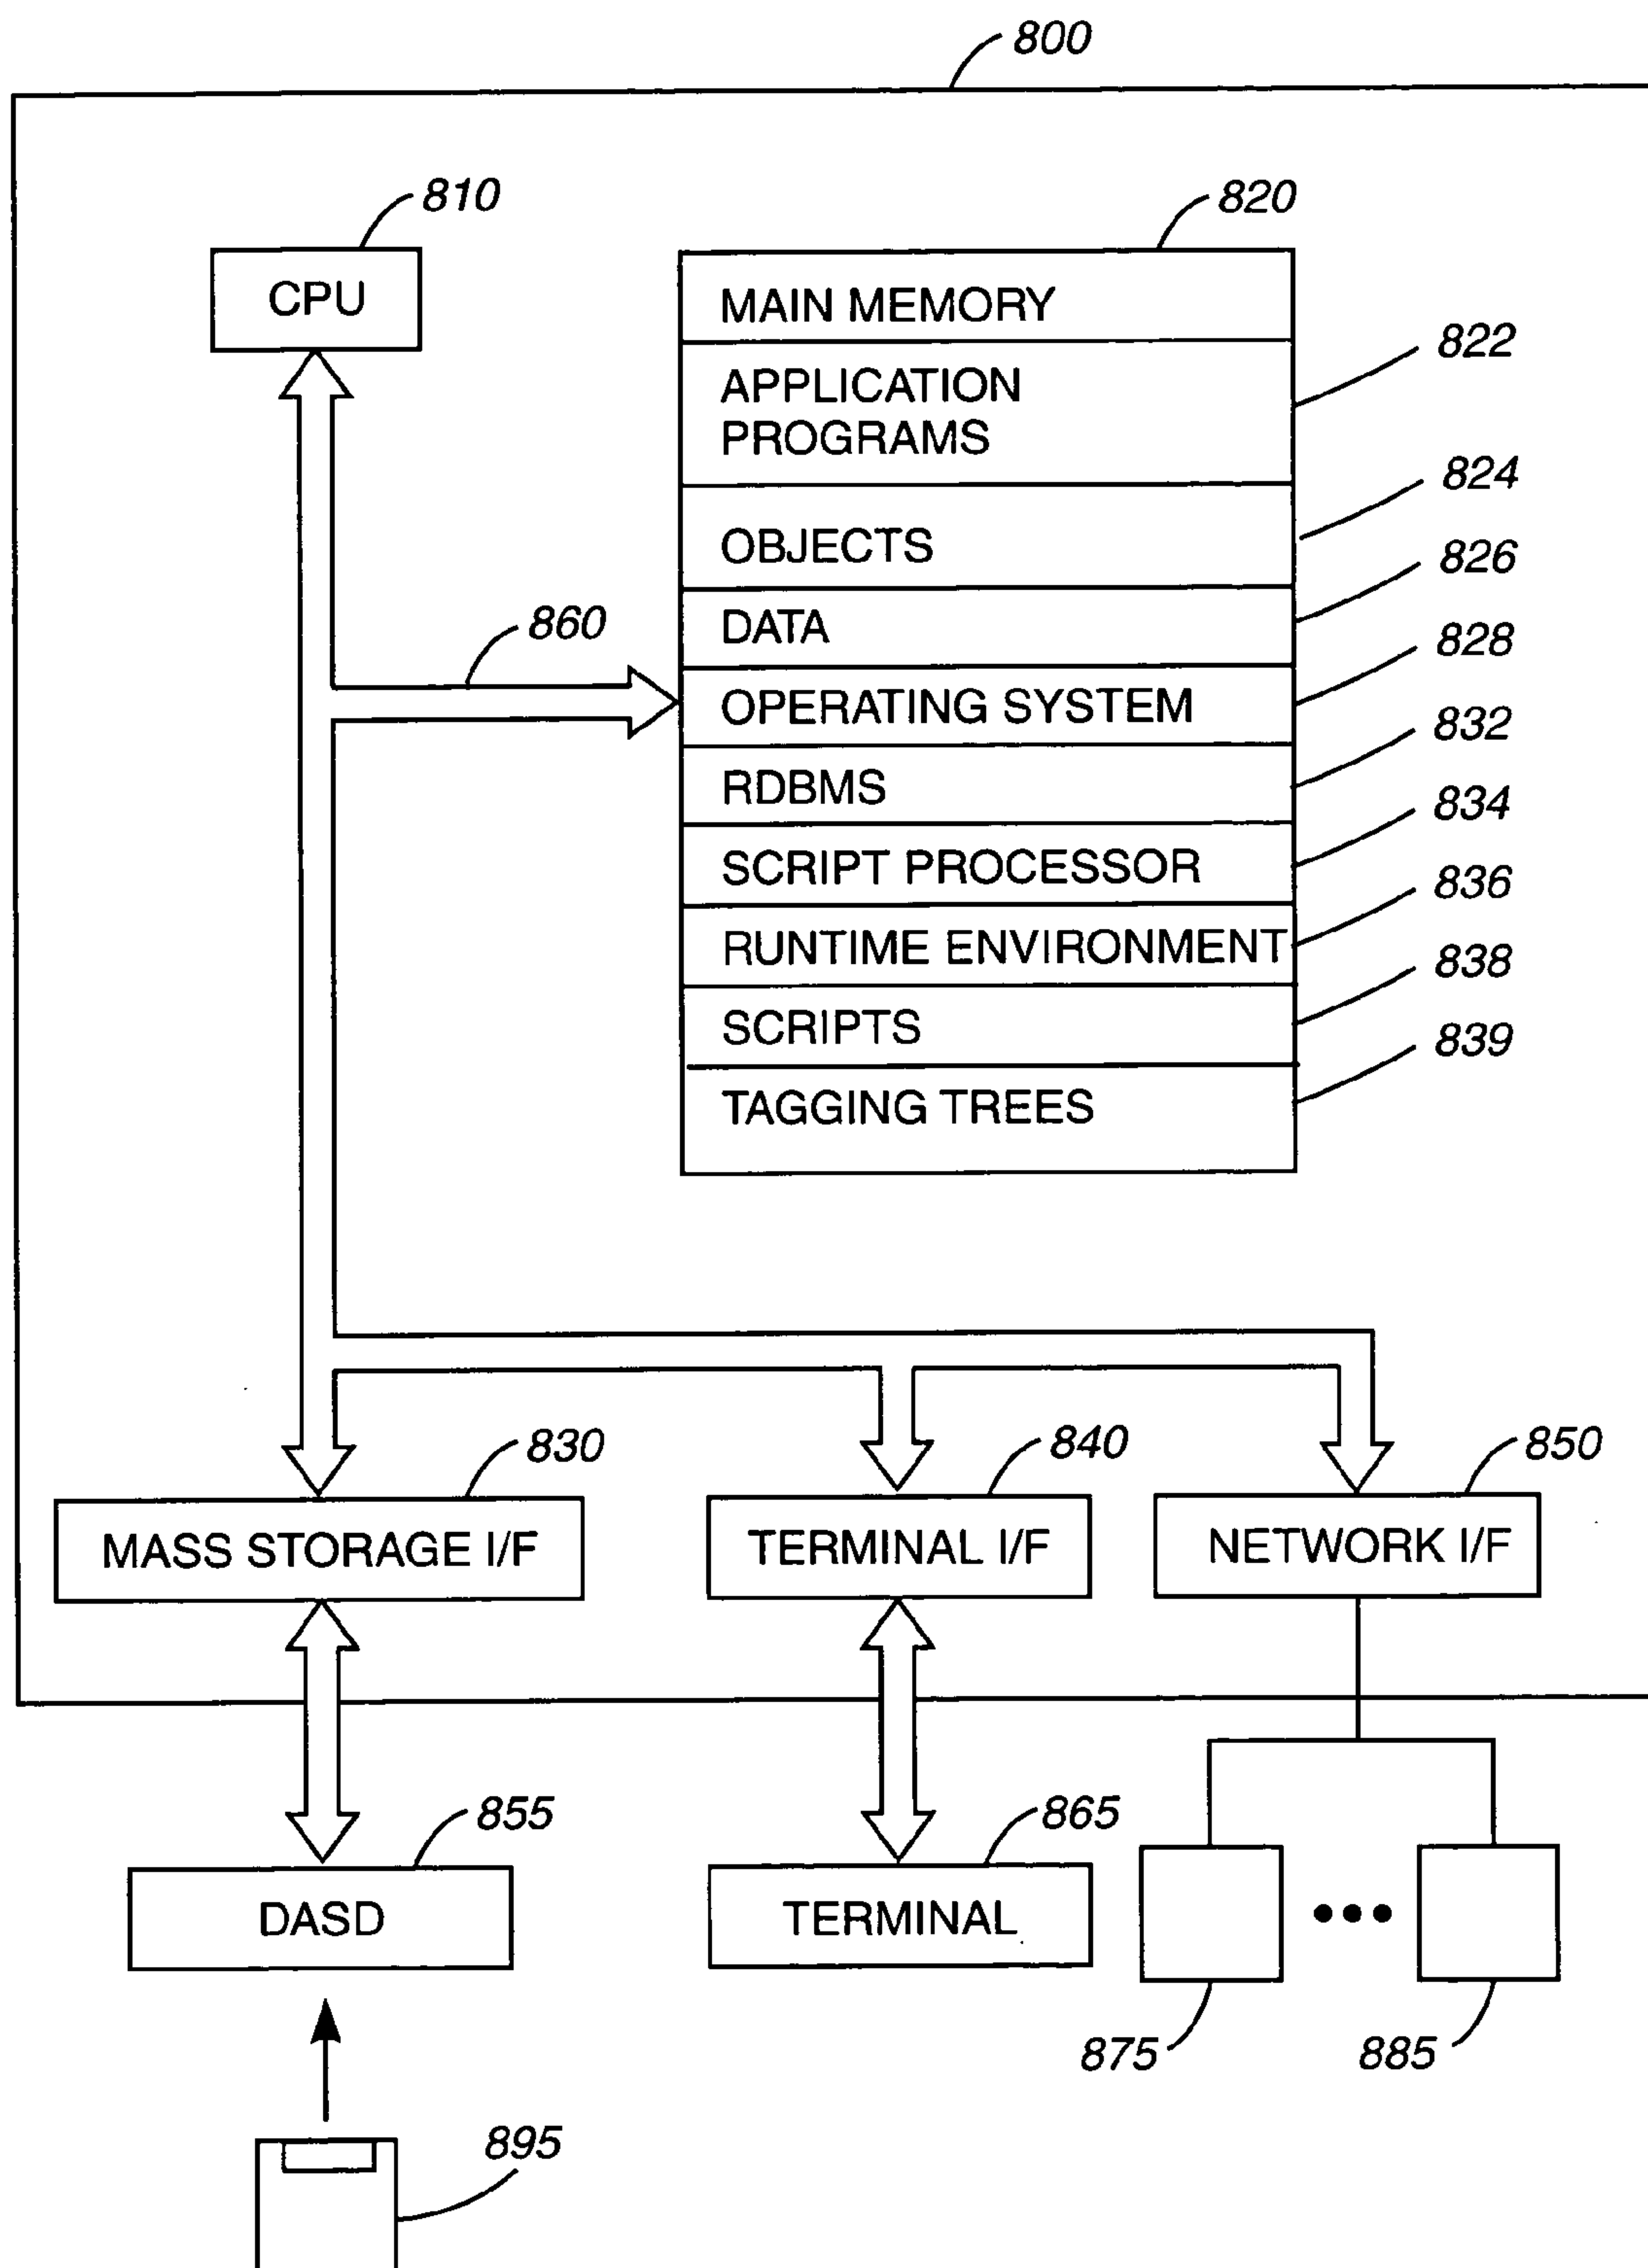 800
810
820
CPU
MAIN MEMORY
822
APPLICATION
PROGRAMS
824
OBJECTS
826
DATA
860
828
OPERATING SYSTEM
832
RDBMS
834
SCRIPT PROCESSOR
836
RUNTIME ENVIRONMENT
838
SCRIPTS
839
TAGGING TREES
830
840
850
MASS STORAGE I/F
TERMINAL I/F
NETWORK I/F
855
865
DASD
TERMINAL
875
885
895